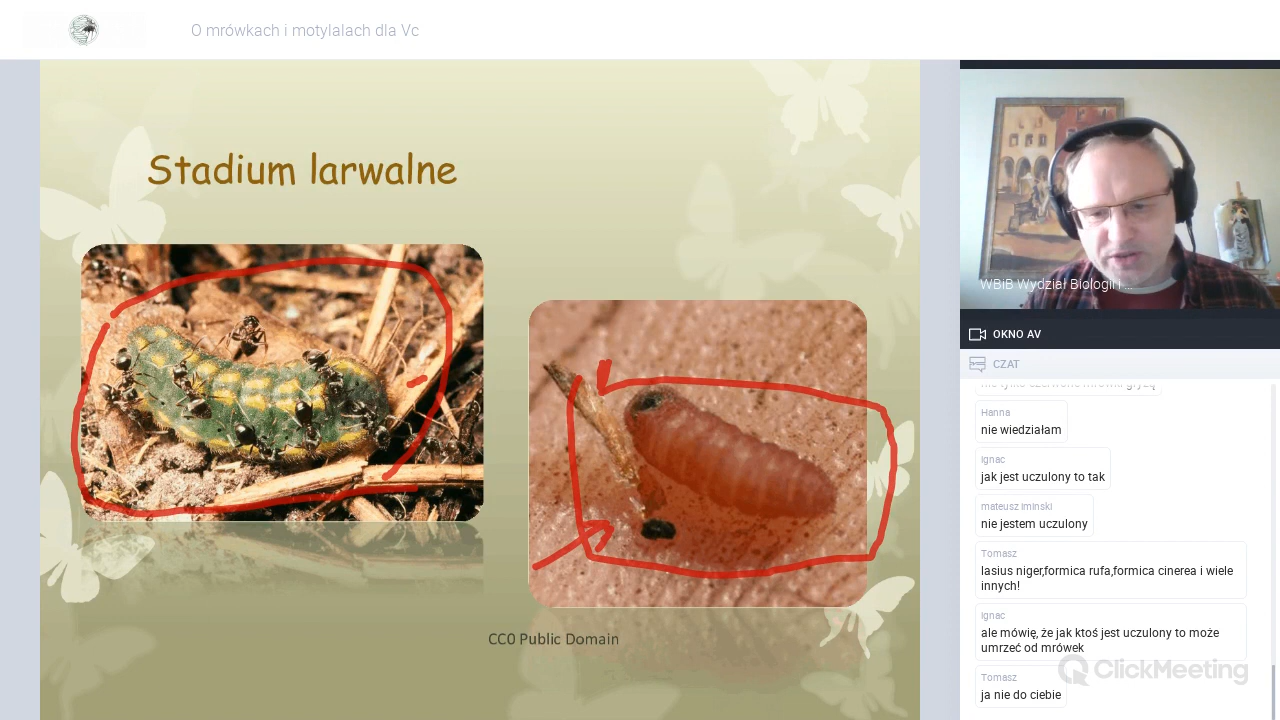 O mrówkach i motylalach dla Vc
Stadium larwalne
CC0 Public Domain
WBiB Wydział Biologii i ...
OKNO AV
CZAT
nie tylko czerwone mrówki gryzą
Hanna
nie wiedziałam
ignac
jak jest uczulony to tak
mateusz iminski
nie jestem uczulony
Tomasz
lasius niger,formica rufa,formica cinerea i wiele
innych!
ignac
ale mówię, że jak ktoś jest uczulony to może
umrzeć od mrówek
Tomasz
ja nie do ciebie
ClickMeeting